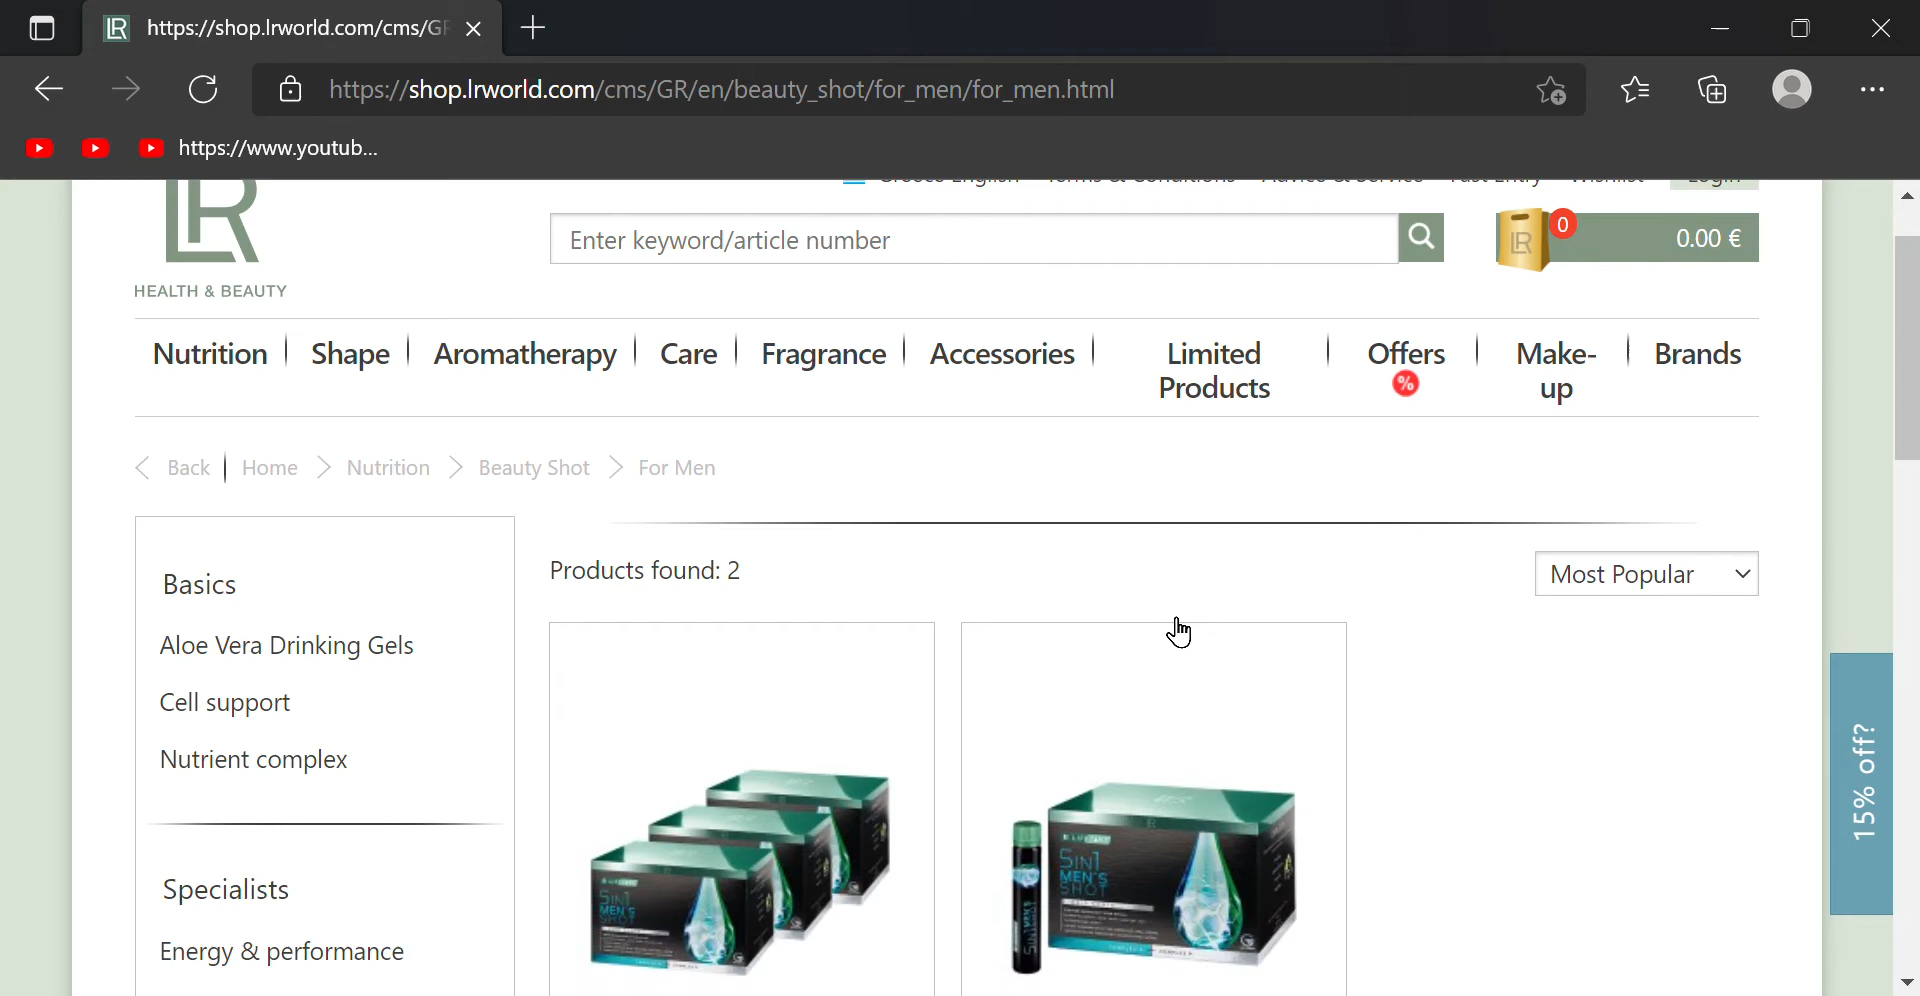 https://shop.lrworld.com/cms/GR
https://shop.lrworld.com/cms/GR/en/beauty_shot/for_men/for_men.html
https://www.youtub...
LR
HEALTH & BEAUTY
Greece English Terms & Conditions Advice & Service Fast Entry Wishlist Login
Enter keyword/article number
LR
0
0.00 €
Nutrition Shape Aromatherapy Care Fragrance Accessories Limited Products Offers Make-up Brands
%
Back Home Nutrition Beauty Shot For Men
Products found: 2
Most Popular
Basics
Aloe Vera Drinking Gels
Cell support
Nutrient complex
Specialists
Energy & performance
5IN1
MEN'S
SHOT
5IN1
MEN'S
SHOT
15% off?